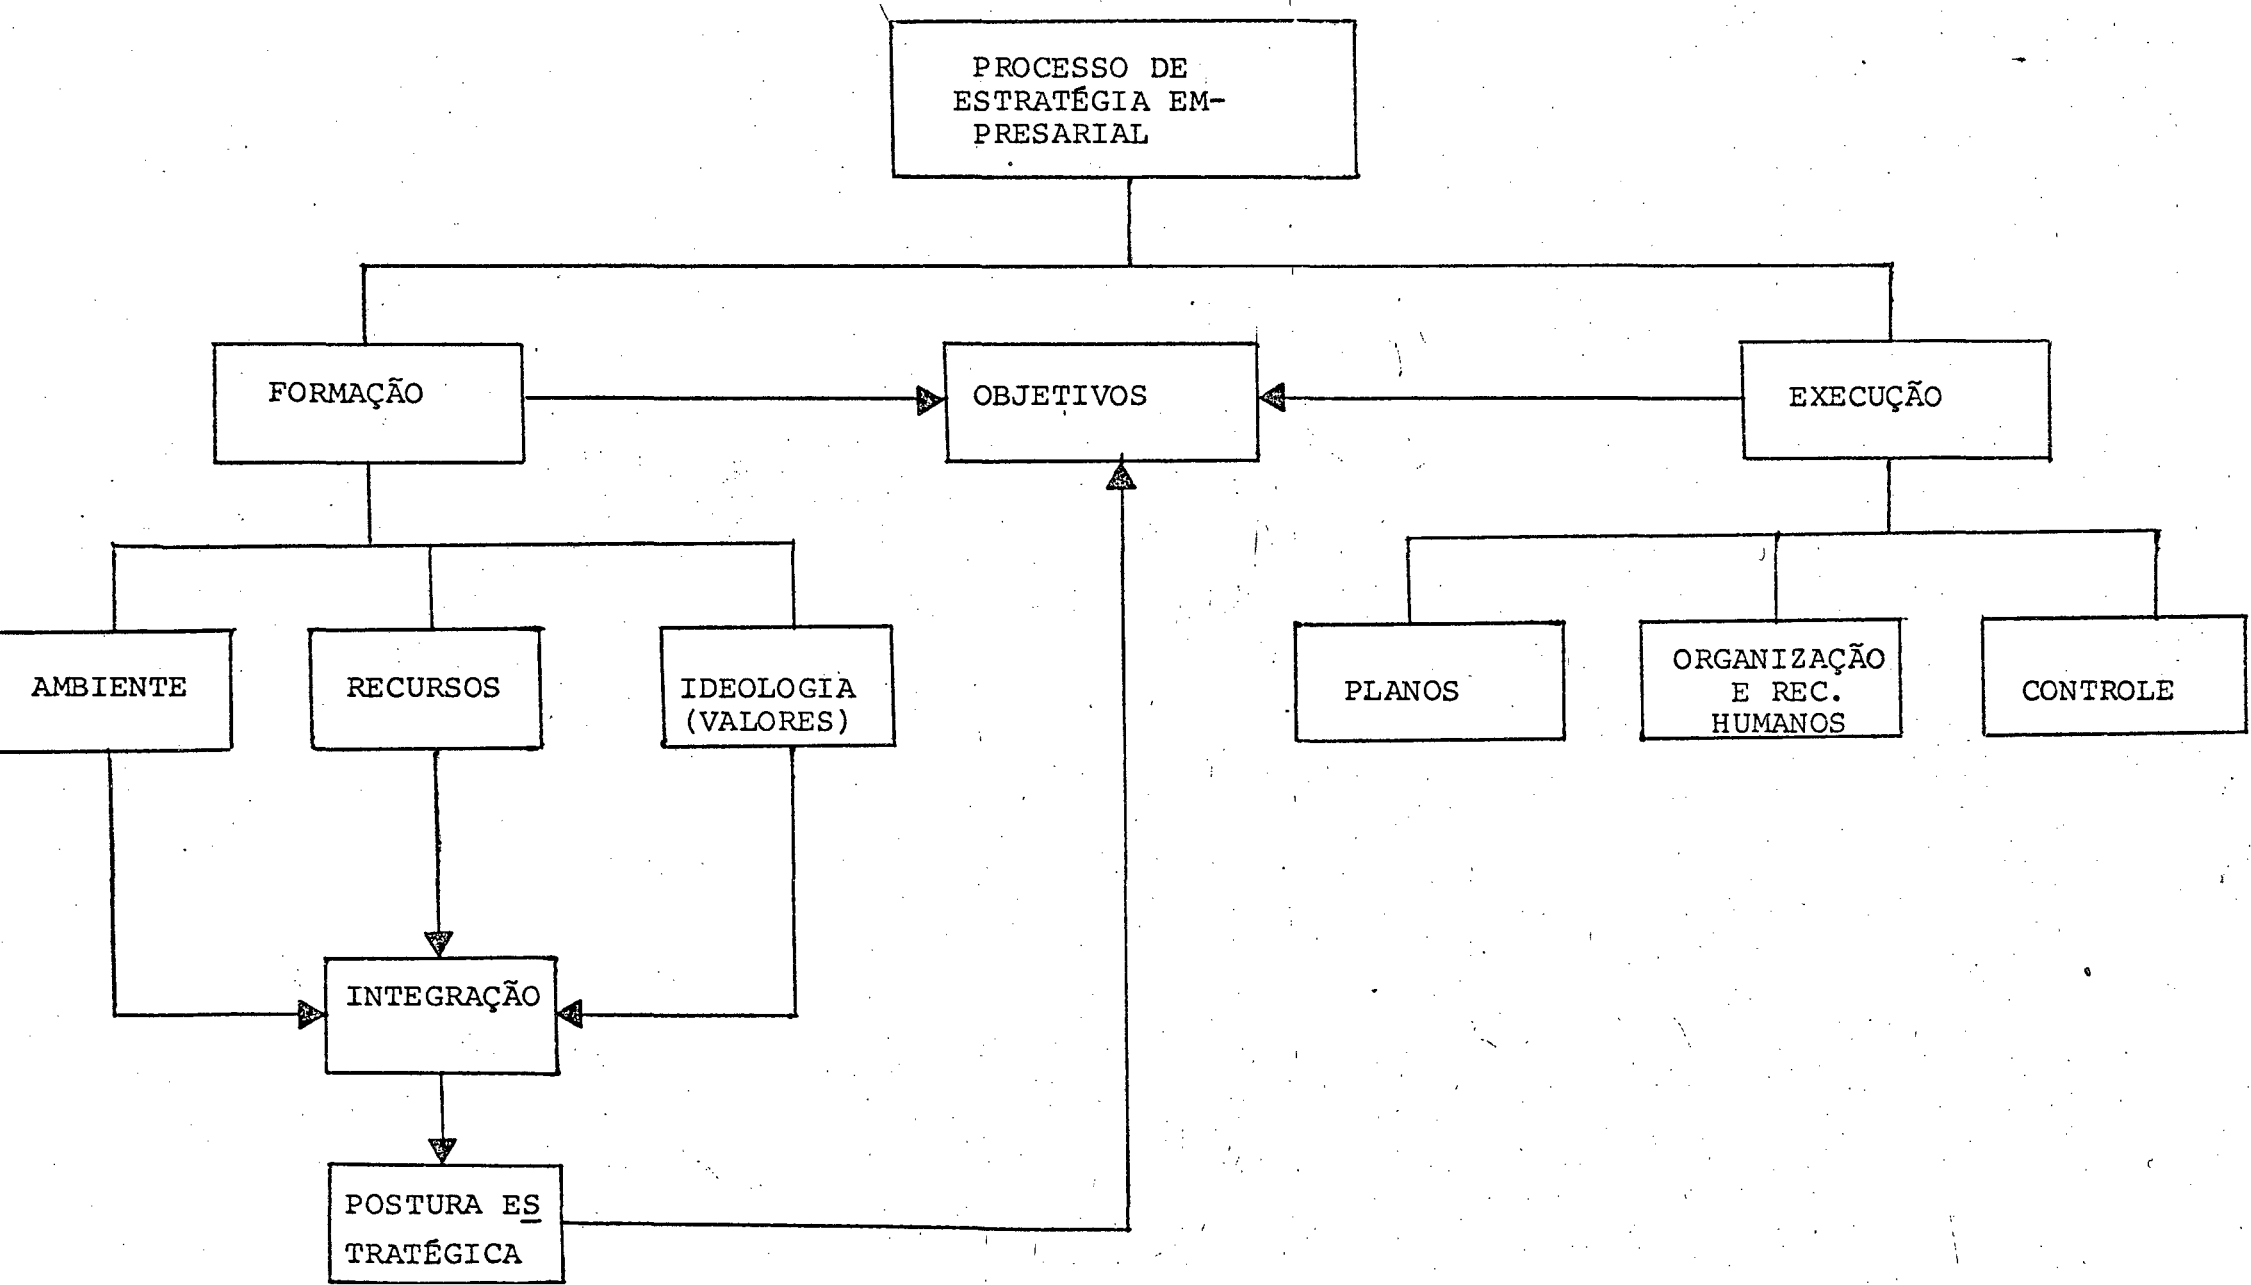 PROCESSO DE
ESTRATÉGIA EM-
PRESARIAL
FORMAÇÃO
OBJETIVOS
EXECUÇÃO
AMBIENTE
RECURSOS
IDEOLOGIA
(VALORES)
PLANOS
ORGANIZAÇÃO
E REC.
HUMANOS
CONTROLE
INTEGRAÇÃO
POSTURA ES
TRATÉGICA